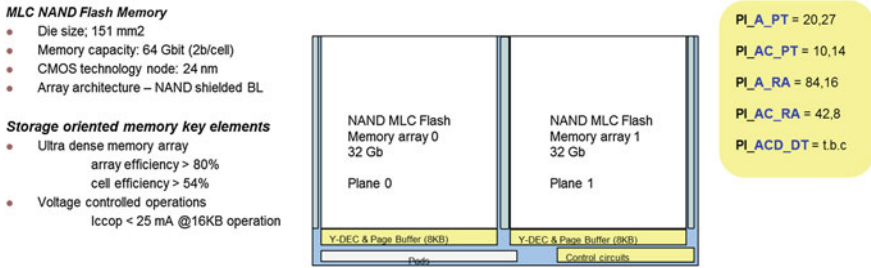 MLC NAND Flash Memory
Die size; 151 mm2
Memory capacity: 64 Gbit (2b/cell)
CMOS technology node: 24 nm
Array architecture – NAND shielded BL
Storage oriented memory key elements
Ultra dense memory array
array efficiency > 80%
cell efficiency > 54%
Voltage controlled operations
Iccop < 25 mA @16KB operation
NAND MLC Flash
Memory array 0
32 Gb
Plane 0
Y-DEC & Page Buffer (8KB)
Pads
NAND MLC Flash
Memory array 1
32 Gb
Plane 1
Y-DEC & Page Buffer (8KB)
Control circuits
PI_A_PT = 20,27
PI_AC_PT = 10,14
PI_A_RA = 84,16
PI_AC_RA = 42,8
PI_ACD_DT = t.b.c